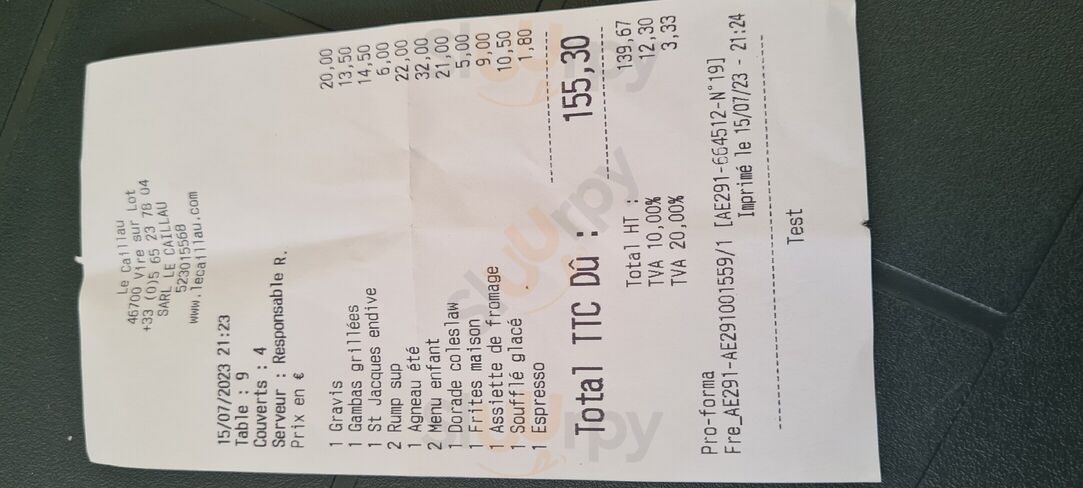 Le Caillau
46700 Vire sur Lot
+33 (0)5 65 23 78 04
SARL LE CAILLAU
523015568
www.lecaillau.com
15/07/2023 21:23
Table : 9
Couverts : 4
Serveur : Responsable R.
Prix en €
1 Gravis 20,00
1 Gambas grillées 13,50
1 St Jacques endive 14,50
2 Rump sup 6,00
1 Agneau été 22,00
2 Menu enfant 32,00
1 Dorade coleslaw 21,00
1 Frites maison 5,00
1 Assiette de fromage 9,00
1 Soufflé glacé 10,50
1 Espresso 1,80
Total TTC Dû : 155,30
Total HT : 139,67
TVA 10,00% 12,30
TVA 20,00% 3,33
Pro-forma
Fre_AE291-AE291001559/1 [AE291-664512-N°19]
Imprimé le 15/07/23 - 21:24
Test
sluurpy
sluurpy
sluurpy